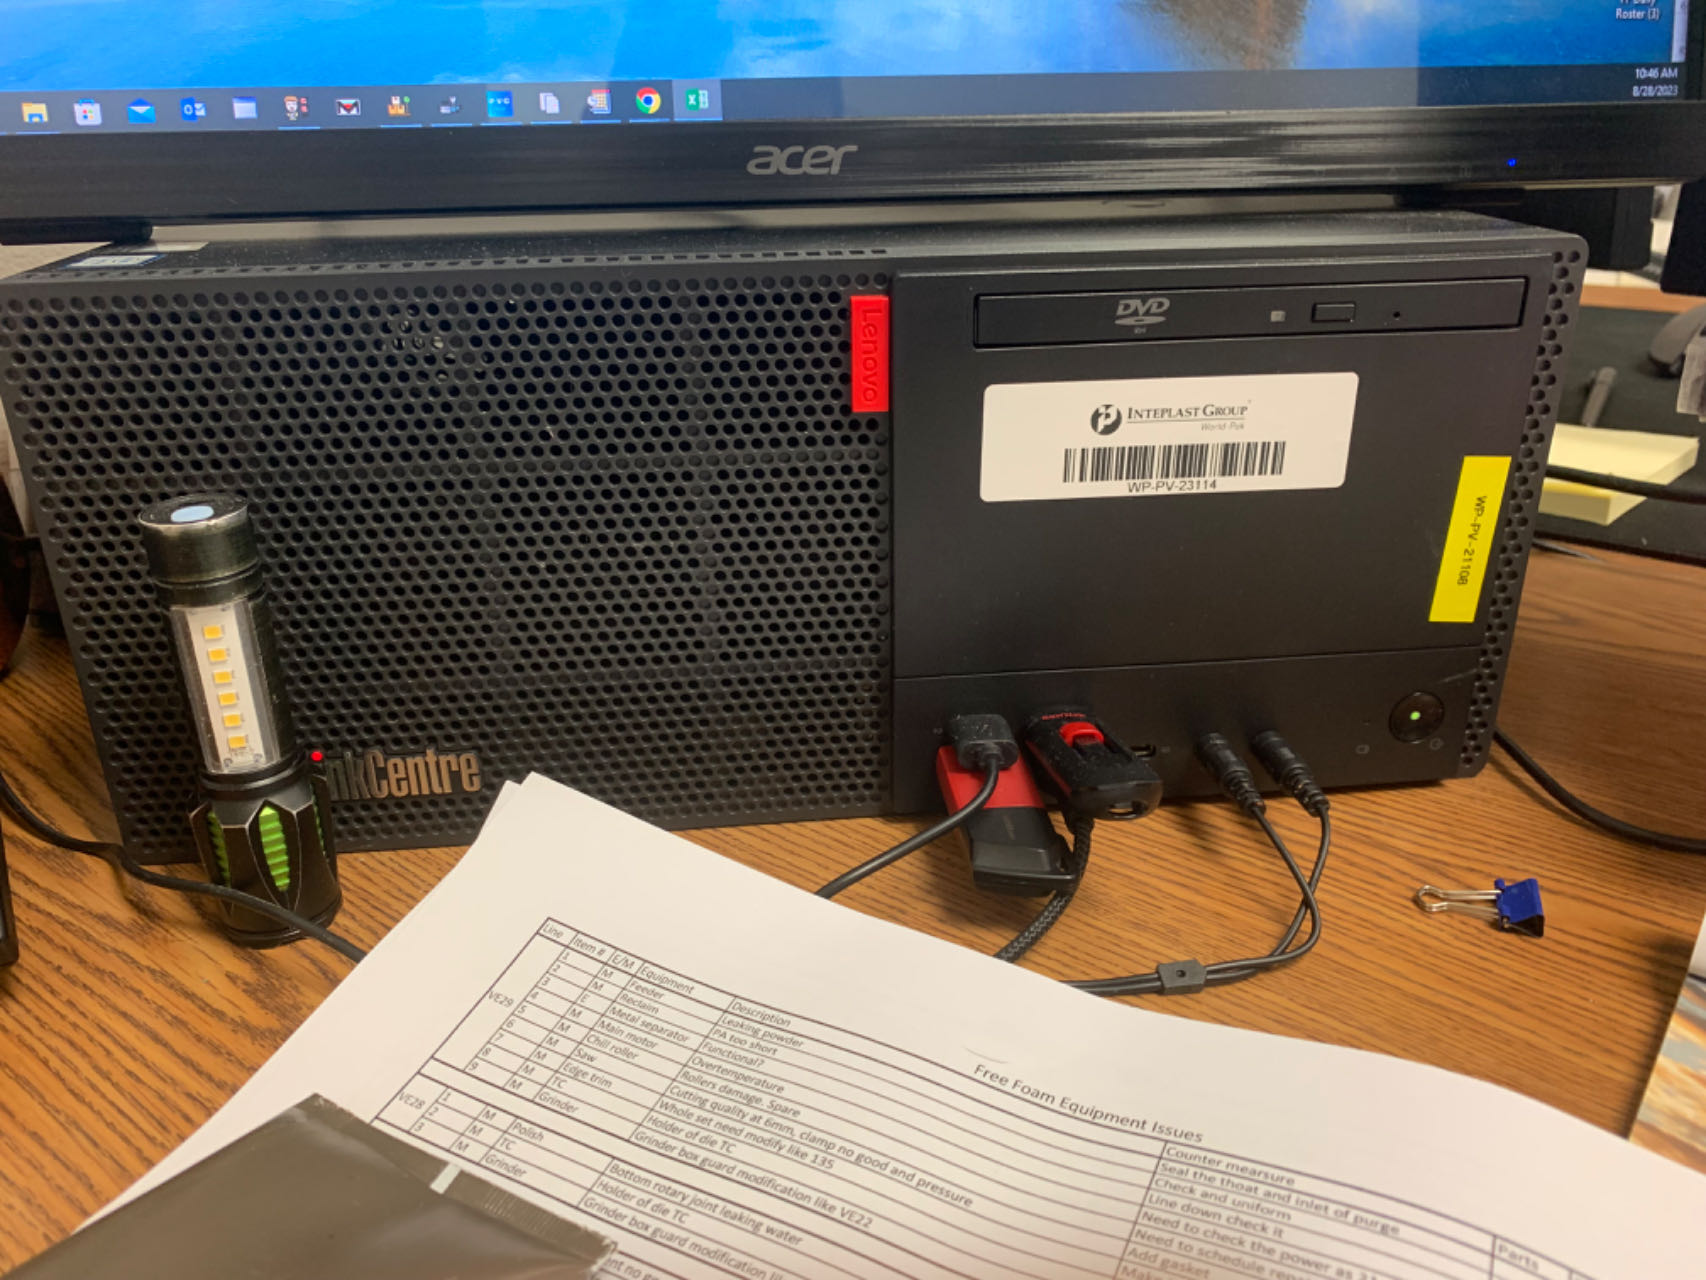 Roster (3)
10:46 AM
8/28/2023
PVC
acer
Lenovo
DVD
INTEPLAST GROUP
World-Pak
WP-PV-23114
WP-PV-21108
nkCentre
Free Foam Equipment Issues
Line Item # E/M Equipment Description Counter mearsure Parts
VE29
1 M Feeder Leaking powder Seal the thoat and inlet of purge
2 M Reclaim PA too short Check and uniform
3 E Metal separator Functional? Line down check it
4 M Main motor Overtemperature Need to check the power as
5 M Chill roller Rollers damage. Spare Need to schedule
6 M Saw Cutting quality at 6mm, clamp no good and pressure Add gasket
7 M Edge trim Whole set need modify like 135
8 M TC Holder of die TC
9 M Grinder Grinder box guard modification like VE22
VE28
1 M Polish Bottom rotary joint leaking water
2 M TC Holder of die TC
3 M Grinder Grinder box guard modification